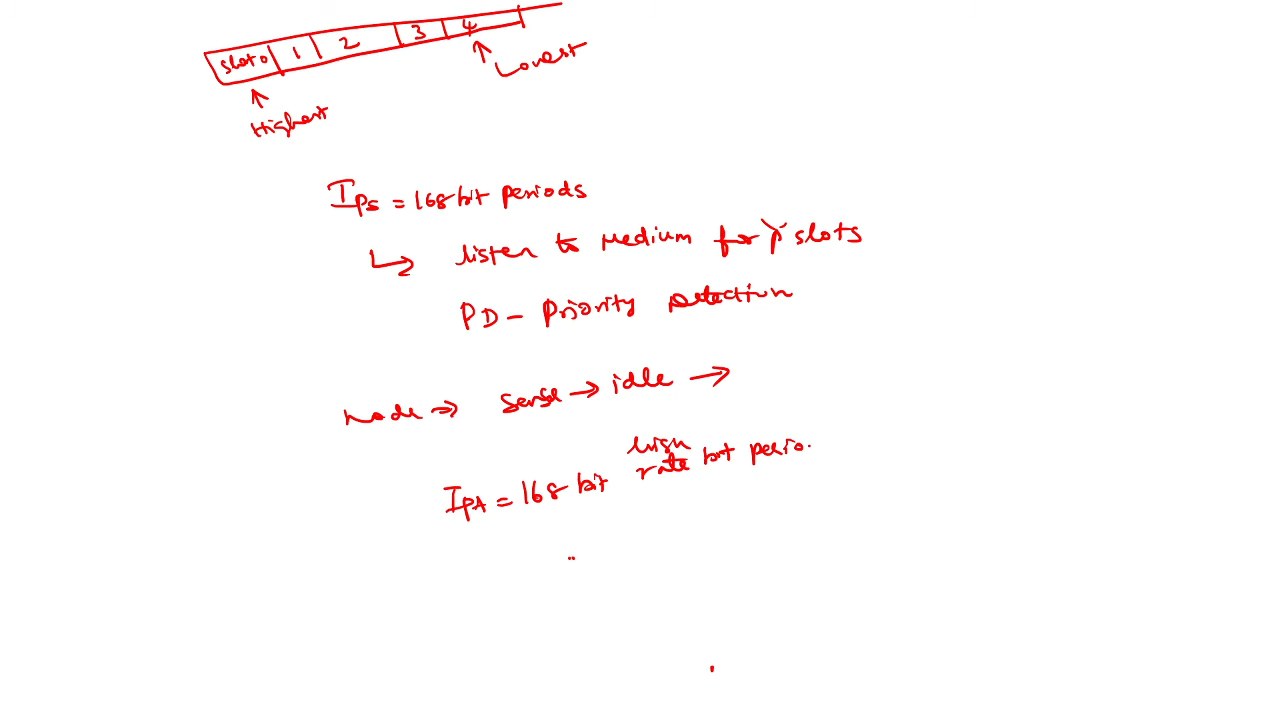 slot 0 1 2 3 4
Lowest
Highest
IPS = 168 bit periods
listen to medium for P slots
PD - Priority Detection
Node ⇒ sense → idle →
high
rate bit perio.
IPA = 168 bit